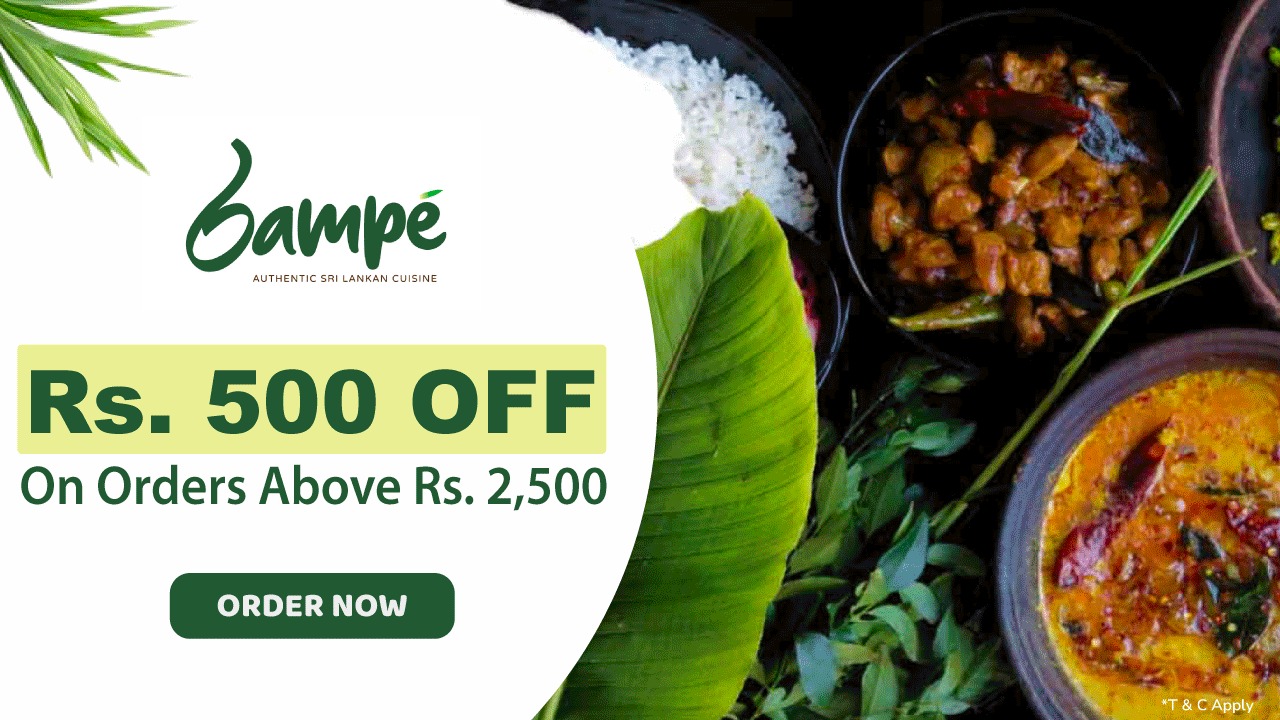 Bampé
AUTHENTIC SRI LANKAN CUISINE
Rs. 500 OFF
On Orders Above Rs. 2,500
ORDER NOW
*T & C Apply